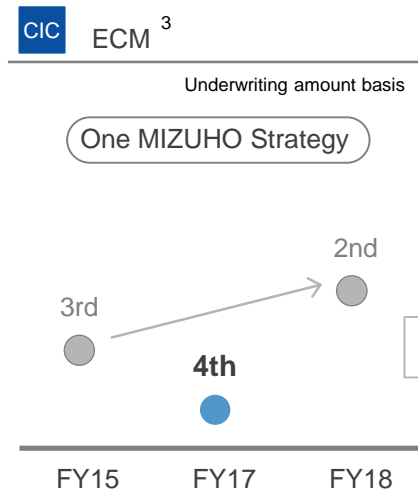 CIC
ECM 3
Underwriting amount basis
One MIZUHO Strategy
2nd
3rd
4th
FY15 FY17 FY18